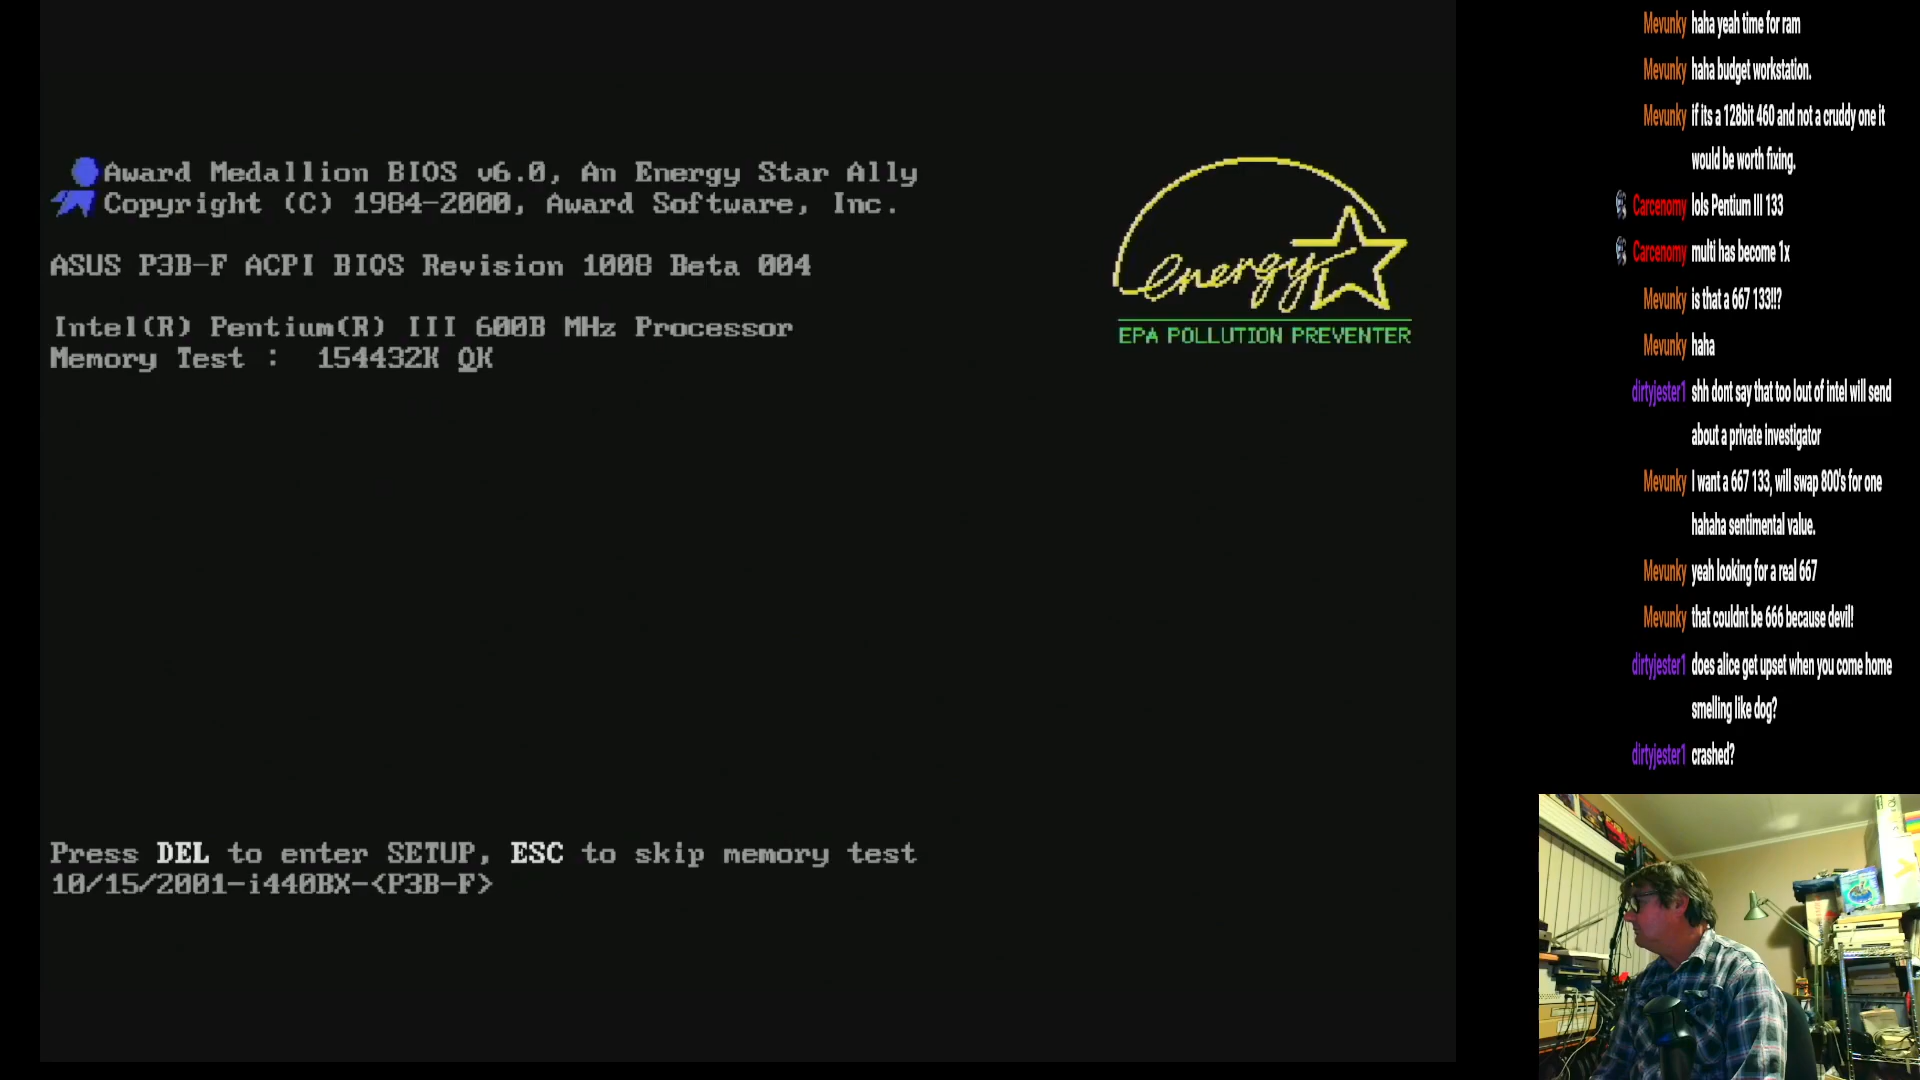 Award Medallion BIOS v6.0, An Energy Star Ally
Copyright (C) 1984-2000, Award Software, Inc.
ASUS P3B-F ACPI BIOS Revision 1008 Beta 004
Intel(R) Pentium(R) III 600B MHz Processor
Memory Test :  154432K OK
energy
EPA POLLUTION PREVENTER
Press DEL to enter SETUP, ESC to skip memory test
10/15/2001-i440BX-<P3B-F>
Mevunky haha yeah time for ram
Mevunky haha budget workstation.
Mevunky if its a 128bit 460 and not a cruddy one it
would be worth fixing.
Carcenomy lols Pentium III 133
Carcenomy multi has become 1x
Mevunky is that a 667 133!!?
Mevunky haha
dirtyjester1 shh dont say that too lout of intel will send
about a private investigator
Mevunky I want a 667 133, will swap 800's for one
hahaha sentimental value.
Mevunky yeah looking for a real 667
Mevunky that couldnt be 666 because devil!
dirtyjester1 does alice get upset when you come home
smelling like dog?
dirtyjester1 crashed?